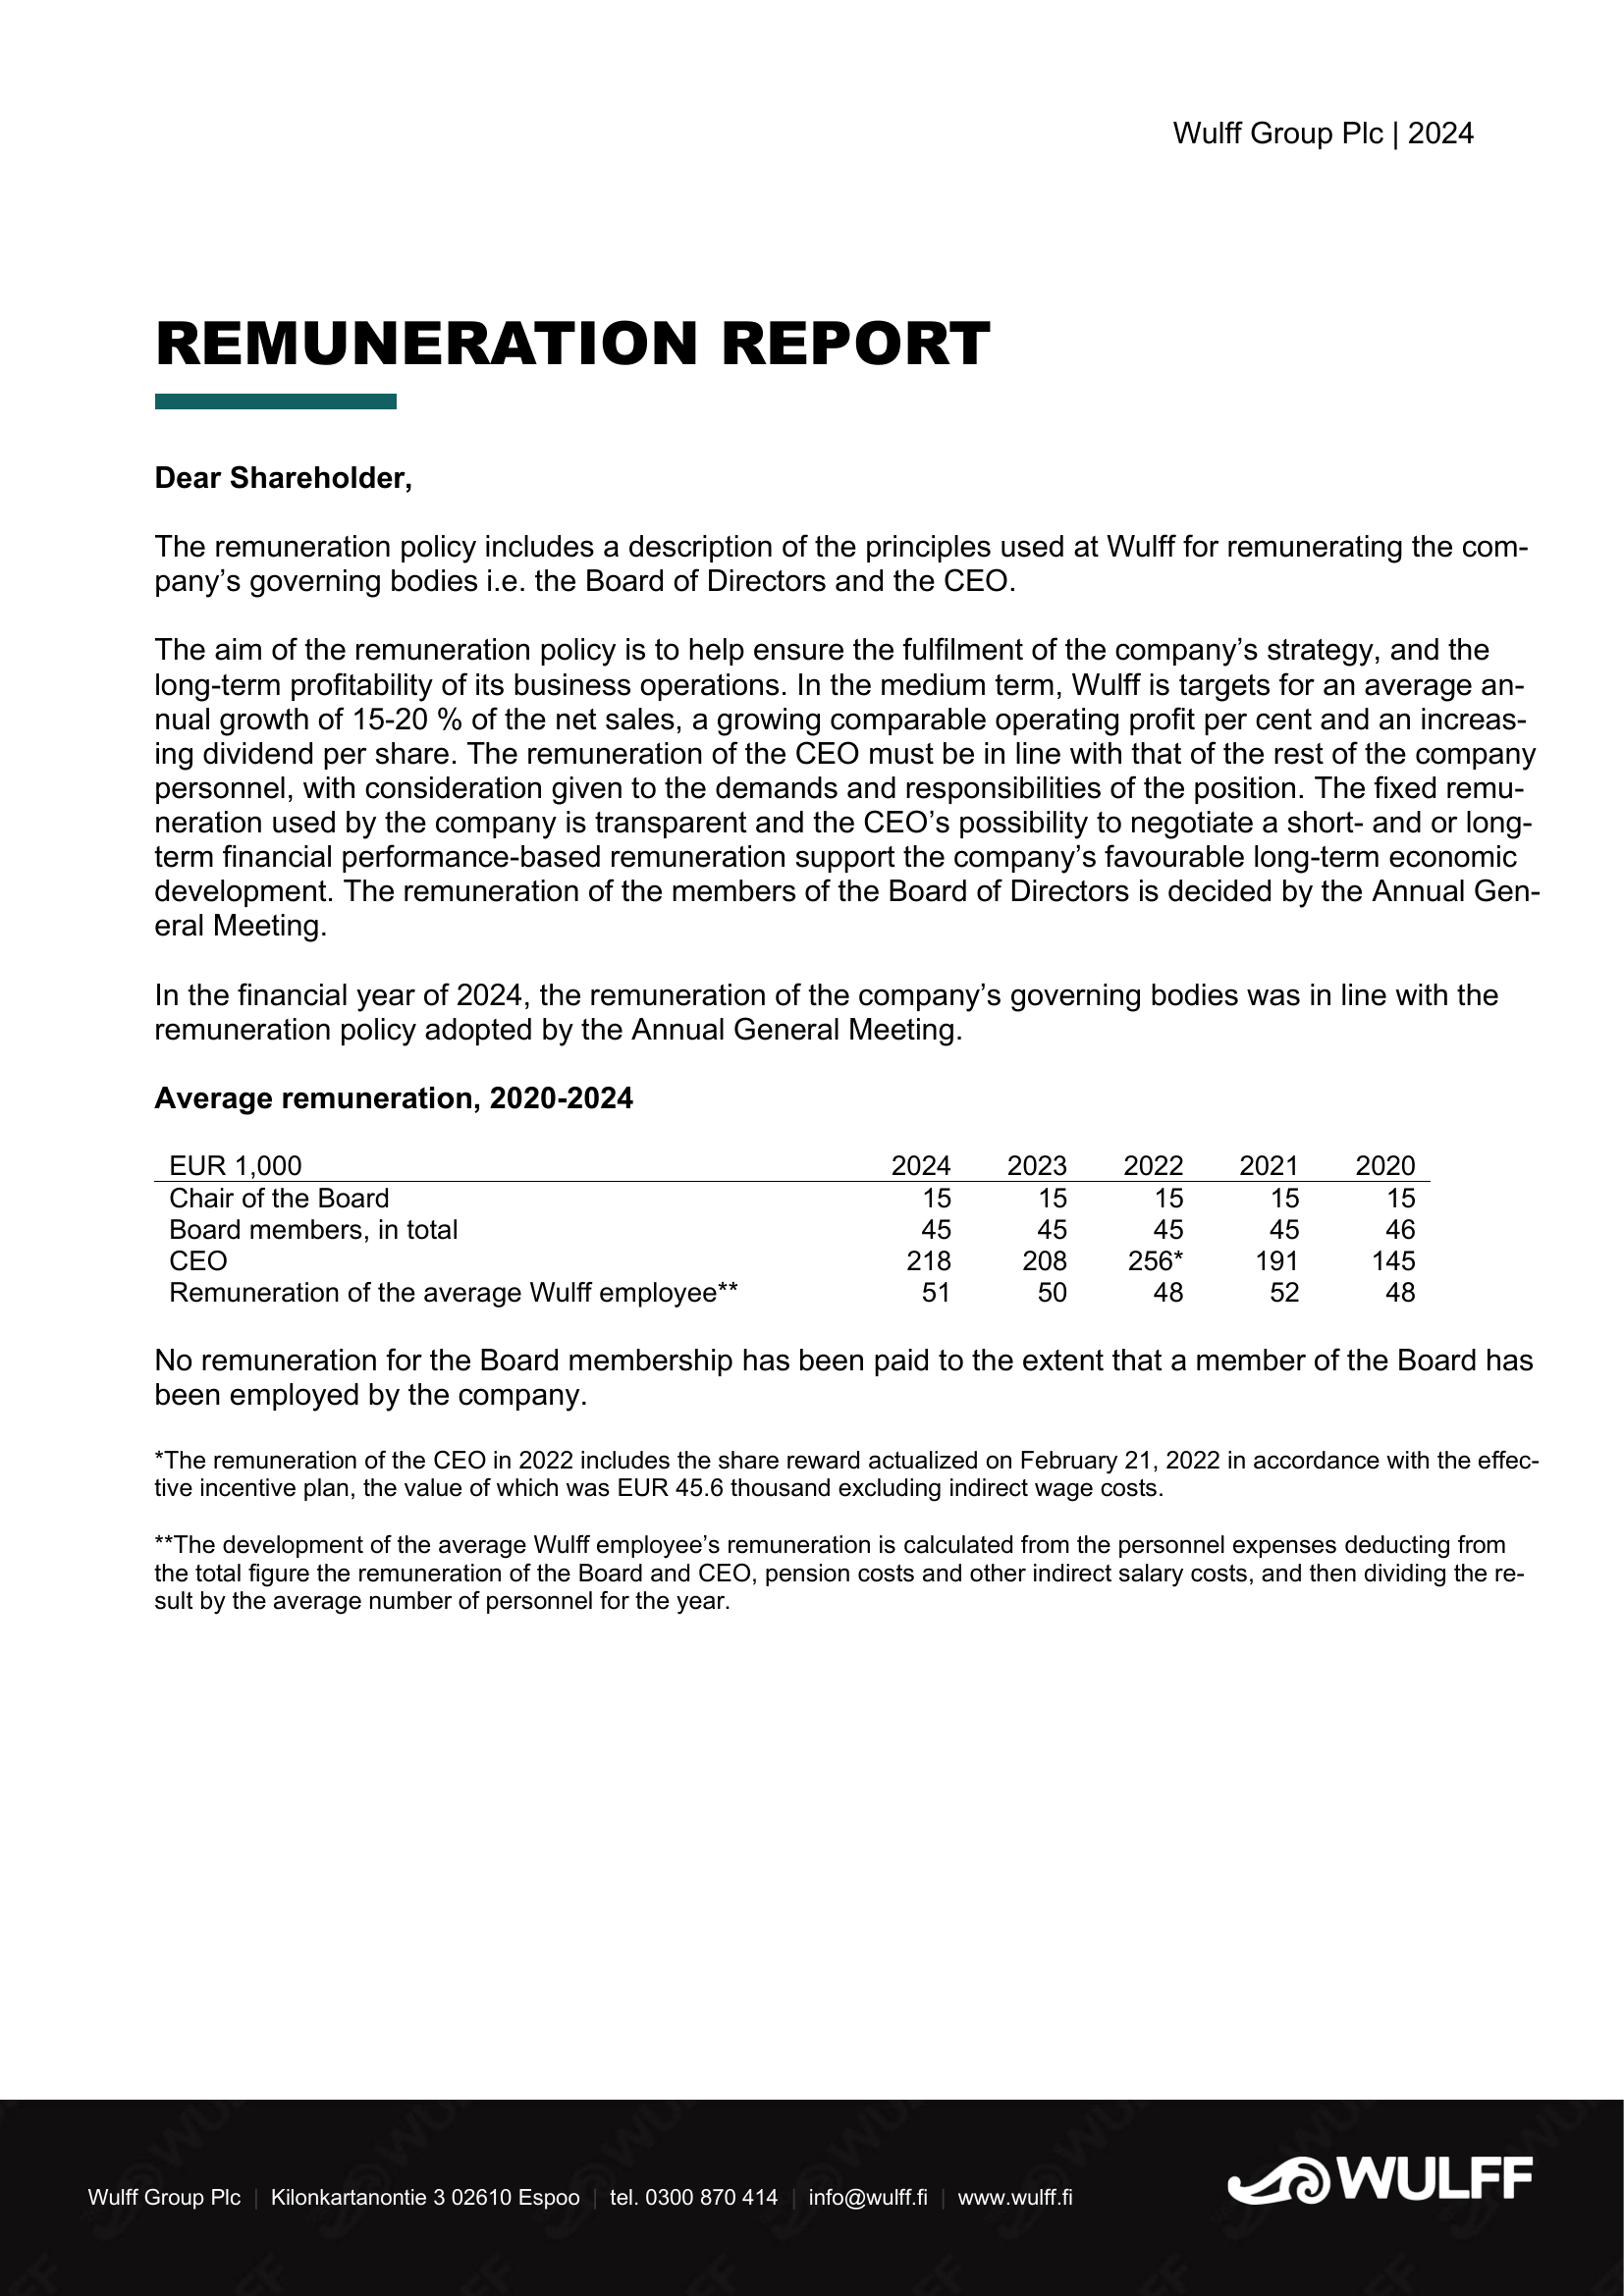 Wulff Group Plc | 2024
REMUNERATION REPORT
Dear Shareholder,
The remuneration policy includes a description of the principles used at Wulff for remunerating the com-
pany’s governing bodies i.e. the Board of Directors and the CEO.
The aim of the remuneration policy is to help ensure the fulfilment of the company’s strategy, and the
long-term profitability of its business operations. In the medium term, Wulff is targets for an average an-
nual growth of 15-20 % of the net sales, a growing comparable operating profit per cent and an increas-
ing dividend per share. The remuneration of the CEO must be in line with that of the rest of the company
personnel, with consideration given to the demands and responsibilities of the position. The fixed remu-
neration used by the company is transparent and the CEO’s possibility to negotiate a short- and or long-
term financial performance-based remuneration support the company’s favourable long-term economic
development. The remuneration of the members of the Board of Directors is decided by the Annual Gen-
eral Meeting.
In the financial year of 2024, the remuneration of the company’s governing bodies was in line with the
remuneration policy adopted by the Annual General Meeting.
Average remuneration, 2020-2024
EUR 1,000 2024 2023 2022 2021 2020
Chair of the Board 15 15 15 15 15
Board members, in total 45 45 45 45 46
CEO 218 208 256* 191 145
Remuneration of the average Wulff employee** 51 50 48 52 48
No remuneration for the Board membership has been paid to the extent that a member of the Board has
been employed by the company.
*The remuneration of the CEO in 2022 includes the share reward actualized on February 21, 2022 in accordance with the effec-
tive incentive plan, the value of which was EUR 45.6 thousand excluding indirect wage costs.
**The development of the average Wulff employee’s remuneration is calculated from the personnel expenses deducting from
the total figure the remuneration of the Board and CEO, pension costs and other indirect salary costs, and then dividing the re-
sult by the average number of personnel for the year.
Wulff Group Plc | Kilonkartanontie 3 02610 Espoo | tel. 0300 870 414 | info@wulff.fi | www.wulff.fi
WULFF